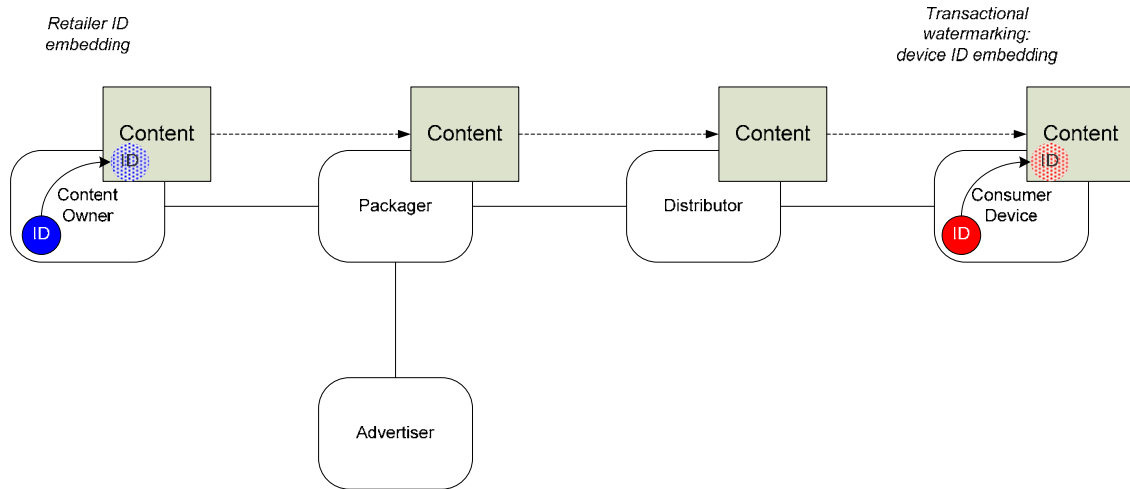 Retailer ID
embedding
Transactional
watermarking:
device ID embedding
Content
Content
Content
Content
ID
ID
Content
Owner
Packager
Distributor
Consumer
Device
ID
ID
Advertiser